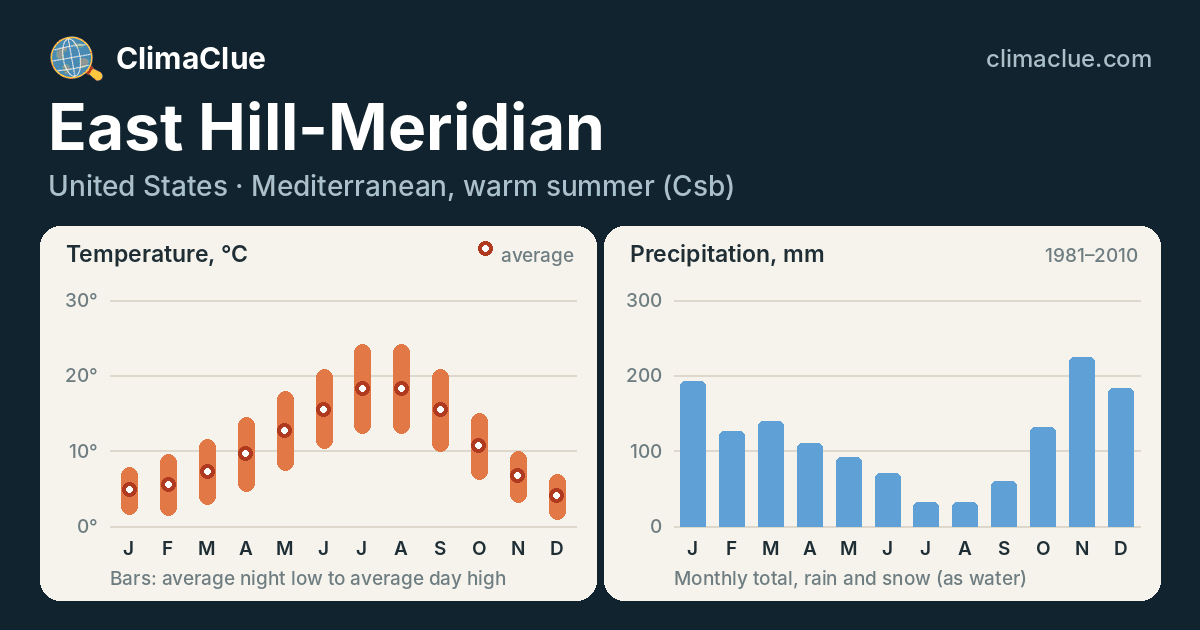 ClimaClue
climaclue.com
East Hill-Meridian
United States · Mediterranean, warm summer (Csb)
Temperature, °C
average
30°
20°
10°
0°
J F M A M J J A S O N D
Bars: average night low to average day high
Precipitation, mm
1981–2010
300
200
100
0
J F M A M J J A S O N D
Monthly total, rain and snow (as water)